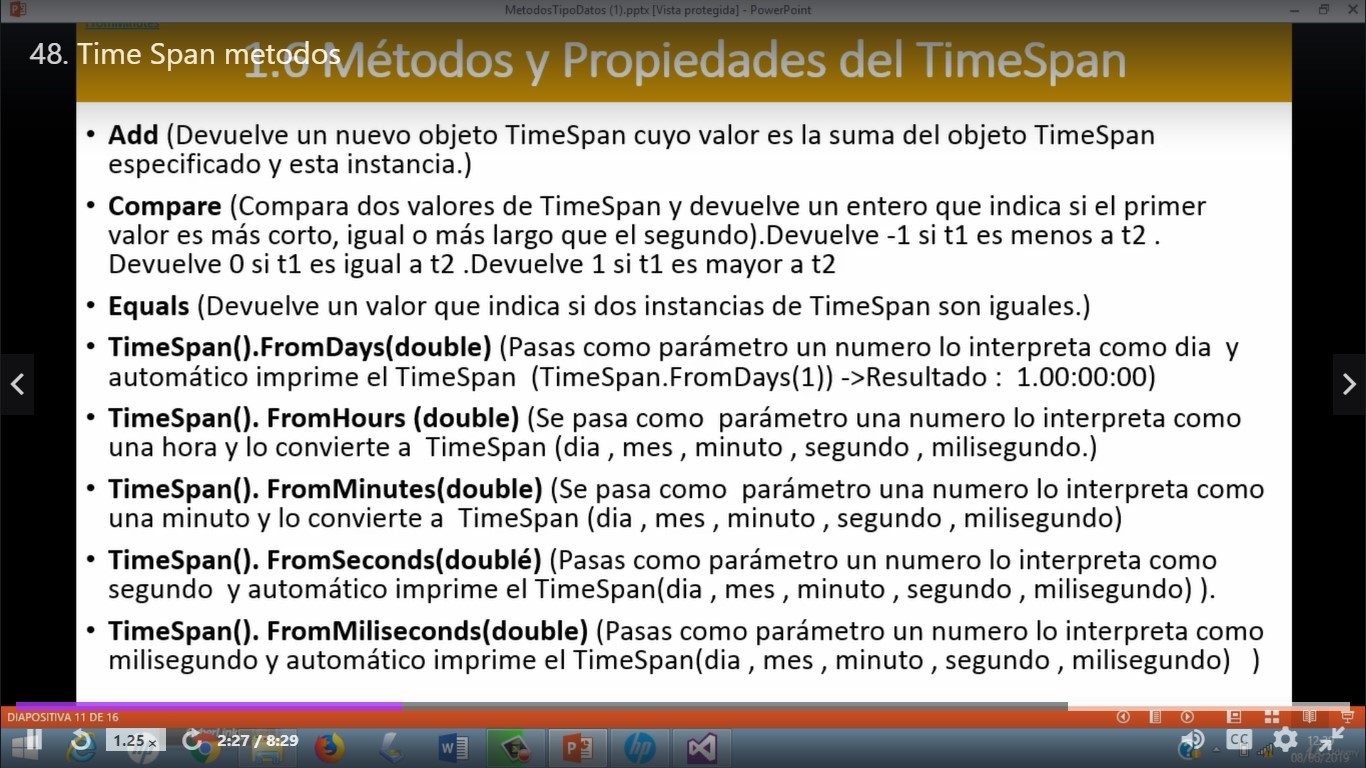 MetodosTipoDatos (1).pptx [Vista protegida] - PowerPoint
FromMinutes
48. Time Span metodos
1.6 Métodos y Propiedades del TimeSpan
• Add (Devuelve un nuevo objeto TimeSpan cuyo valor es la suma del objeto TimeSpan
especificado y esta instancia.)
• Compare (Compara dos valores de TimeSpan y devuelve un entero que indica si el primer
valor es más corto, igual o más largo que el segundo).Devuelve -1 si t1 es menos a t2 .
Devuelve 0 si t1 es igual a t2 .Devuelve 1 si t1 es mayor a t2
• Equals (Devuelve un valor que indica si dos instancias de TimeSpan son iguales.)
• TimeSpan().FromDays(double) (Pasas como parámetro un numero lo interpreta como dia y
automático imprime el TimeSpan (TimeSpan.FromDays(1)) ->Resultado : 1.00:00:00)
• TimeSpan(). FromHours (double) (Se pasa como parámetro una numero lo interpreta como
una hora y lo convierte a TimeSpan (dia , mes , minuto , segundo , milisegundo.)
• TimeSpan(). FromMinutes(double) (Se pasa como parámetro una numero lo interpreta como
una minuto y lo convierte a TimeSpan (dia , mes , minuto , segundo , milisegundo)
• TimeSpan(). FromSeconds(doublé) (Pasas como parámetro un numero lo interpreta como
segundo y automático imprime el TimeSpan(dia , mes , minuto , segundo , milisegundo) ).
• TimeSpan(). FromMiliseconds(double) (Pasas como parámetro un numero lo interpreta como
milisegundo y automático imprime el TimeSpan(dia , mes , minuto , segundo , milisegundo) )
DIAPOSITIVA 11 DE 16
1.25 x
2:27 / 8:29
CC